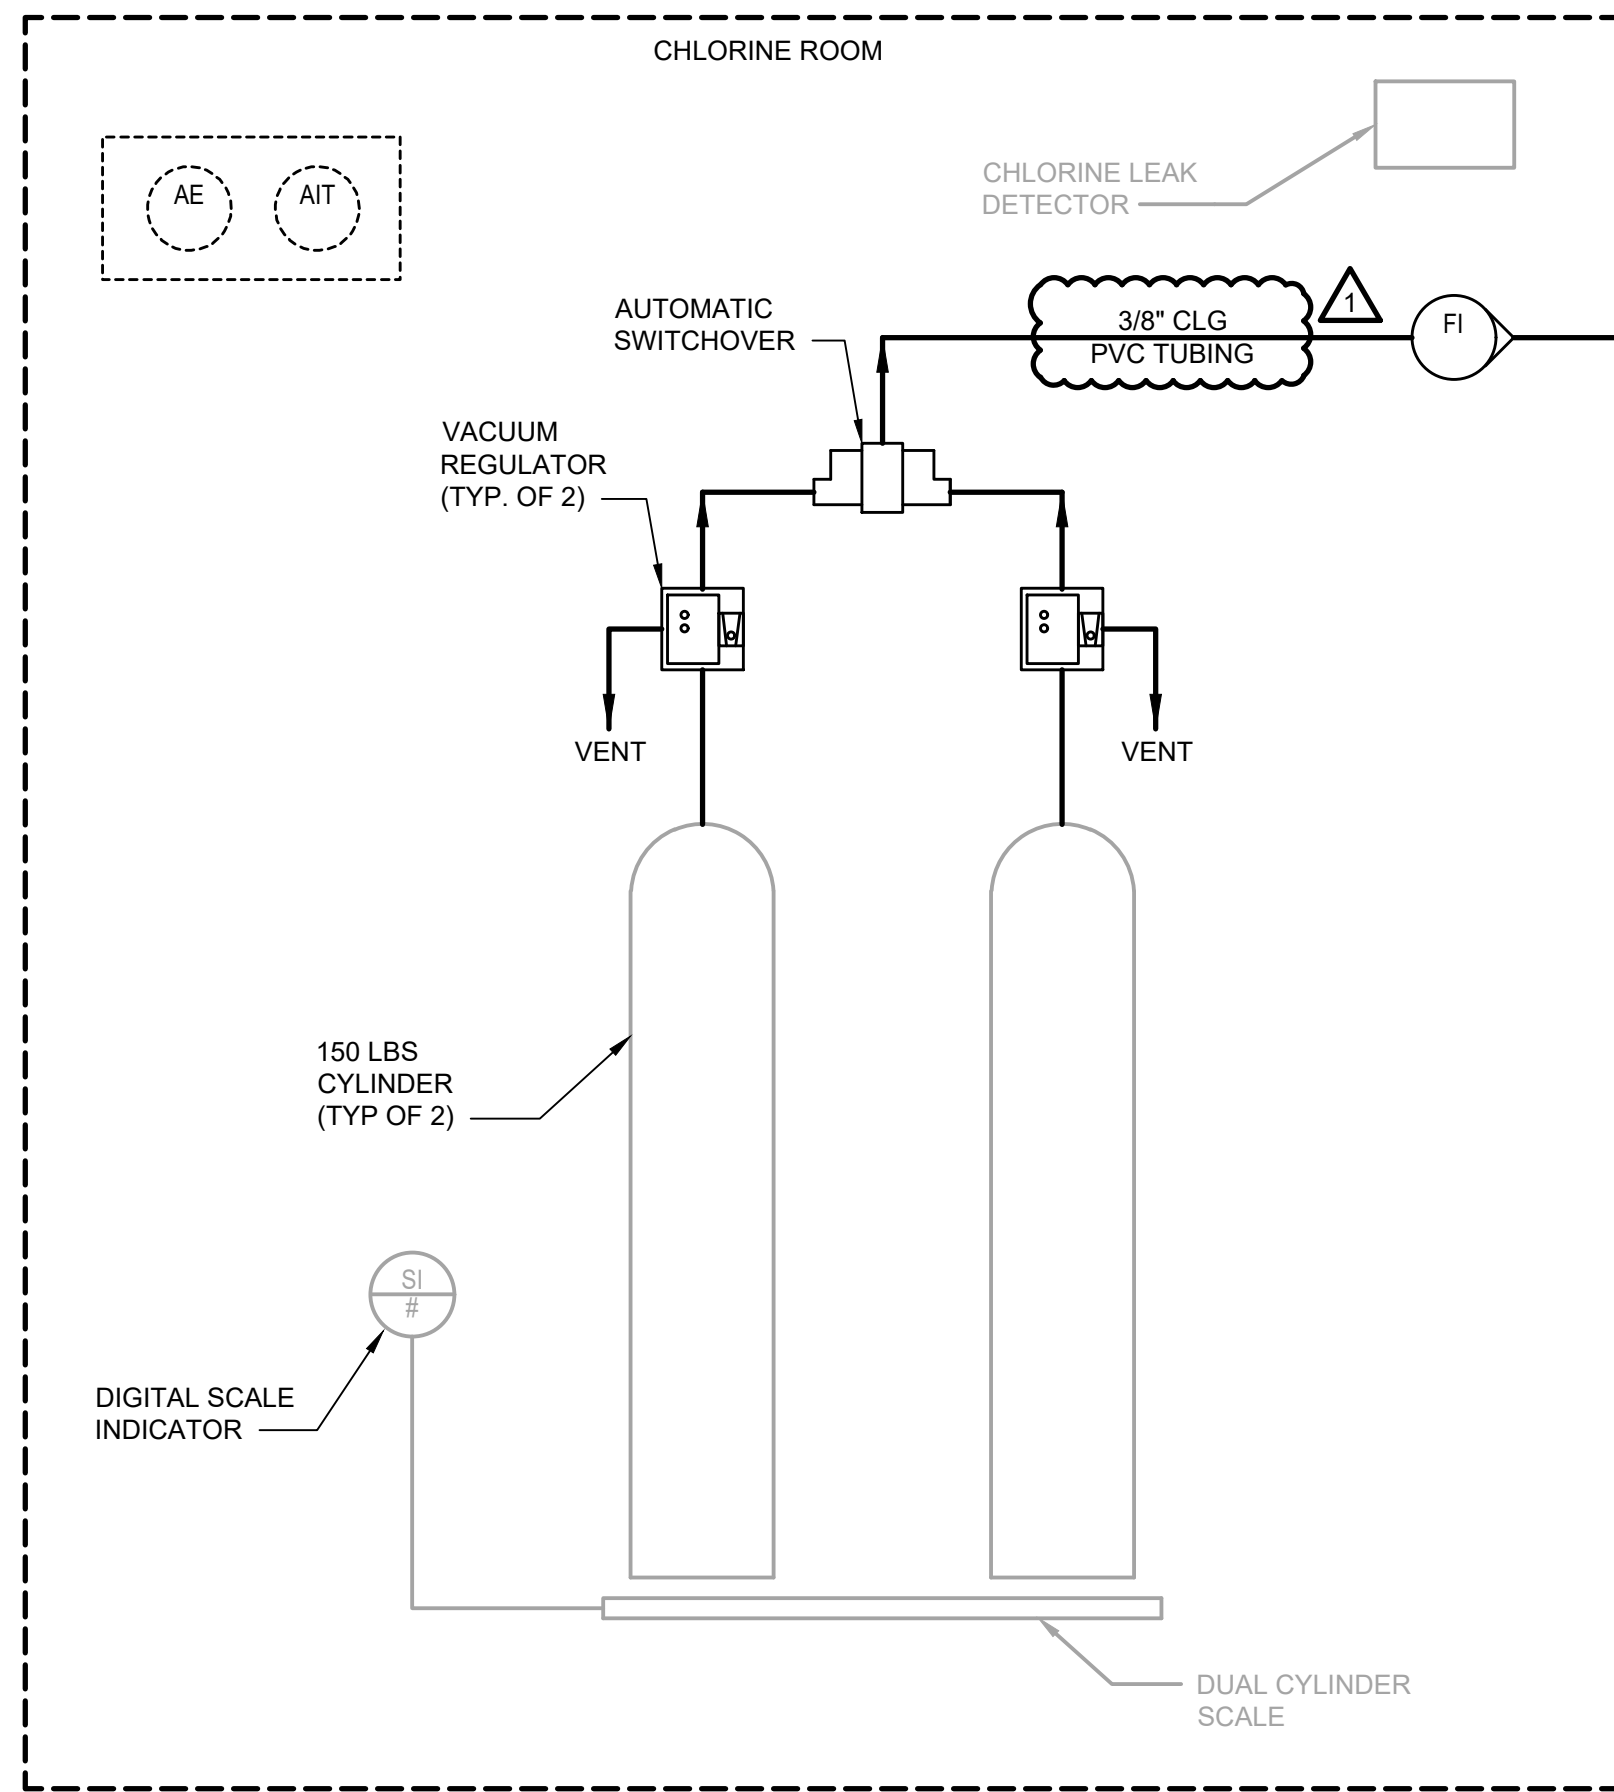 CHLORINE ROOM
AE
AIT
CHLORINE LEAK
DETECTOR
AUTOMATIC
SWITCHOVER
3/8" CLG
PVC TUBING
1
FI
VACUUM
REGULATOR
(TYP. OF 2)
VENT
VENT
150 LBS
CYLINDER
(TYP OF 2)
SI
#
DIGITAL SCALE
INDICATOR
DUAL CYLINDER
SCALE